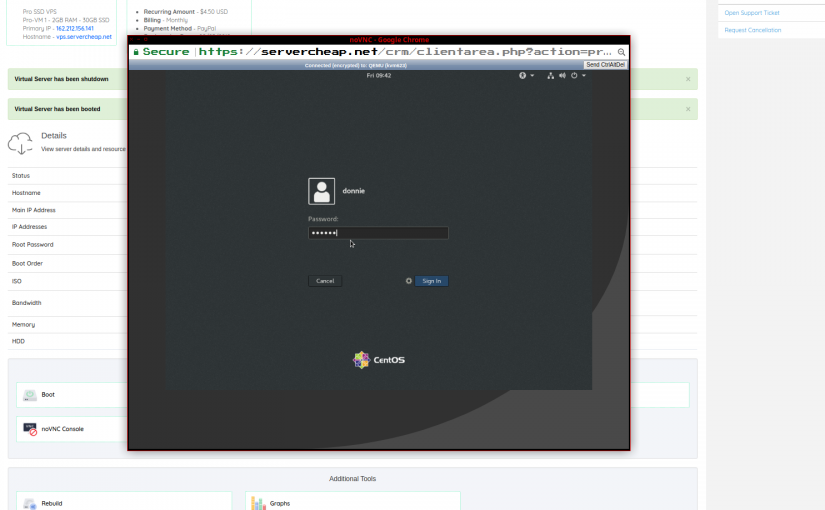 Pro SSD VPS
Pro-VM.1 - 2GB RAM - 30GB SSD
Primary IP - 162.212.156.141
Hostname - vps.servercheap.net
Recurring Amount - $4.50 USD
Billing - Monthly
Payment Method - PayPal
Open Support Ticket
Request Cancellation
noVNC - Google Chrome
Secure https://servercheap.net/crm/clientarea.php?action=pr...
Connected (encrypted) to: QEMU (kvm603)
Send CtrlAltDel
Fri 09:42
Virtual Server has been shutdown
Virtual Server has been booted
Details
View server details and resource
Status
Hostname
Main IP Address
IP Addresses
Root Password
Boot Order
ISO
Bandwidth
Memory
HDD
donnie
Password:
Cancel
Sign In
CentOS
Boot
noVNC Console
Additional Tools
Rebuild
Graphs